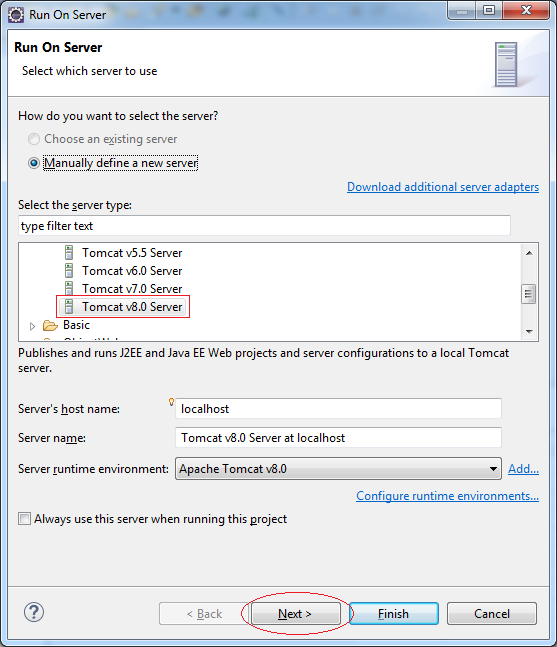 Run On Server
Run On Server
Select which server to use
How do you want to select the server?
Choose an existing server
Manually define a new server
Download additional server adapters
Select the server type:
type filter text
Tomcat v5.5 Server
Tomcat v6.0 Server
Tomcat v7.0 Server
Tomcat v8.0 Server
Basic
Publishes and runs J2EE and Java EE Web projects and server configurations to a local Tomcat
server.
Server's host name:
localhost
Server name:
Tomcat v8.0 Server at localhost
Server runtime environment:
Apache Tomcat v8.0
Add...
Configure runtime environments...
Always use this server when running this project
?
< Back
Next >
Finish
Cancel